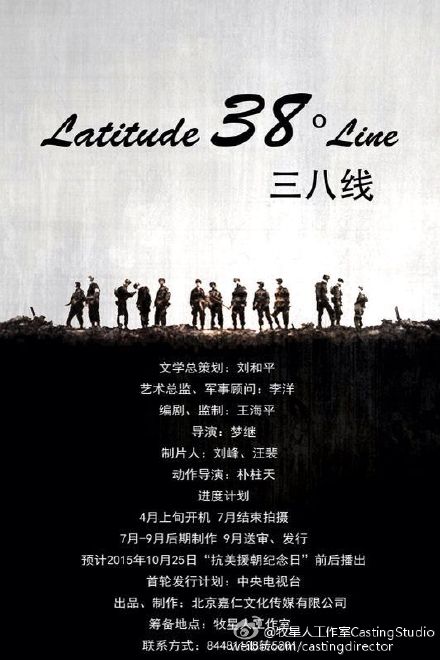 Latitude 38° Line
三八线
文学总策划：刘和平
艺术总监、军事顾问：李洋
编剧、监制：王海平
导演：梦继
制片人：刘峰、汪裴
动作导演：朴柱天
进度计划
4月上旬开机 7月结束拍摄
7月-9月后期制作 9月送审、发行
预计2015年10月25日“抗美援朝纪念日”前后播出
首轮发行计划：中央电视台
出品、制作：北京嘉仁文化传媒有限公司
筹备地点：牧星人工作室
@牧星人工作室CastingStudio
联系方式：
weibo.com/castingdirector